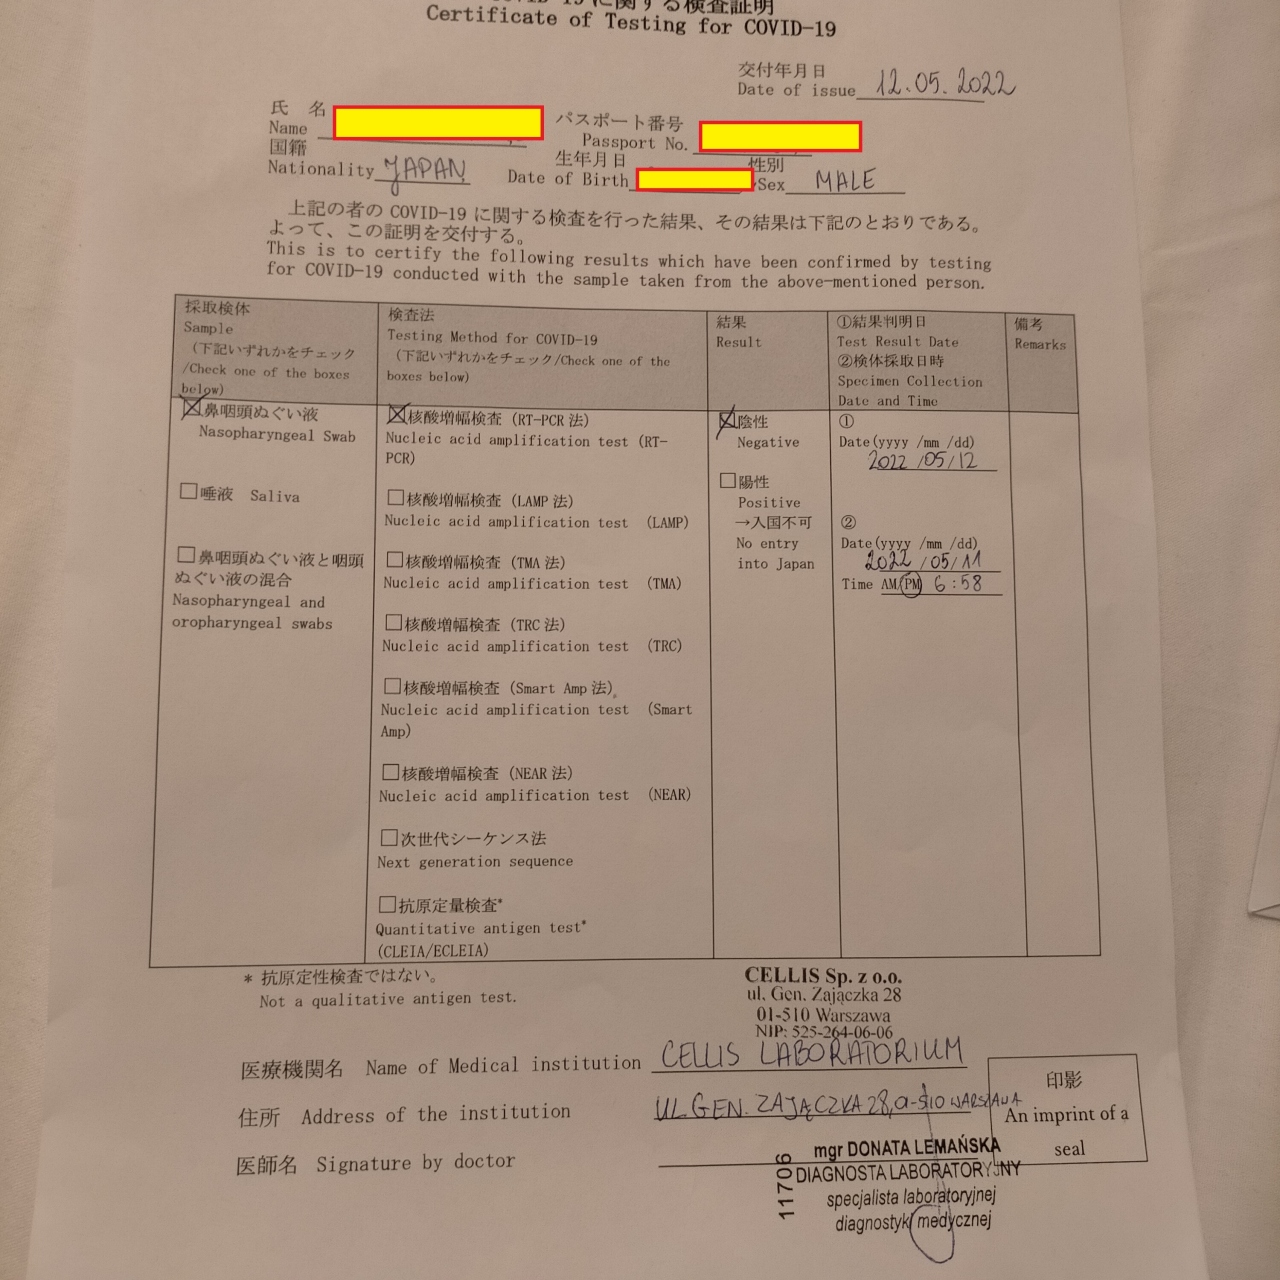 COVID-19 に関する検査証明
Certificate of Testing for COVID-19
交付年月日
Date of issue 12.05.2022
氏 名
Name
パスポート番号
Passport No.
国籍
Nationality JAPAN
生年月日
Date of Birth
性別
Sex MALE
上記の者の COVID-19 に関する検査を行った結果、その結果は下記のとおりである。
よって、この証明を交付する。
This is to certify the following results which have been confirmed by testing
for COVID-19 conducted with the sample taken from the above-mentioned person.
採取検体
Sample
（下記いずれかをチェック
/Check one of the boxes
below)
検査法
Testing Method for COVID-19
（下記いずれかをチェック/Check one of the
boxes below)
結果
Result
①結果判明日
Test Result Date
②検体採取日時
Specimen Collection
Date and Time
備考
Remarks
鼻咽頭ぬぐい液
Nasopharyngeal Swab
唾液 Saliva
鼻咽頭ぬぐい液と咽頭
ぬぐい液の混合
Nasopharyngeal and
oropharyngeal swabs
核酸増幅検査（RT-PCR 法）
Nucleic acid amplification test (RT-
PCR)
核酸増幅検査（LAMP 法）
Nucleic acid amplification test (LAMP)
核酸増幅検査（TMA 法）
Nucleic acid amplification test (TMA)
核酸増幅検査（TRC 法）
Nucleic acid amplification test (TRC)
核酸増幅検査（Smart Amp 法）
Nucleic acid amplification test (Smart
Amp)
核酸増幅検査（NEAR 法）
Nucleic acid amplification test (NEAR)
次世代シーケンス法
Next generation sequence
抗原定量検査*
Quantitative antigen test*
(CLEIA/ECLEIA)
陰性
Negative
陽性
Positive
→入国不可
No entry
into Japan
①
Date(yyyy /mm /dd)
2022 /05/12
②
Date(yyyy /mm /dd)
2022 /05/11
Time AM/PM 6:58
* 抗原定性検査ではない。
Not a qualitative antigen test.
CELLIS Sp. z o.o.
ul. Gen. Zajączka 28
01-510 Warszawa
NIP: 525-264-06-06
医療機関名 Name of Medical institution CELLIS LABORATORIUM
住所 Address of the institution UL GEN. ZAJĄCZKA 28, 01-510 WARSZAWA
医師名 Signature by doctor
印影
An imprint of a
seal
11706
mgr DONATA LEMAŃSKA
DIAGNOSTA LABORATORYJNY
specjalista laboratoryjnej
diagnostyki medycznej